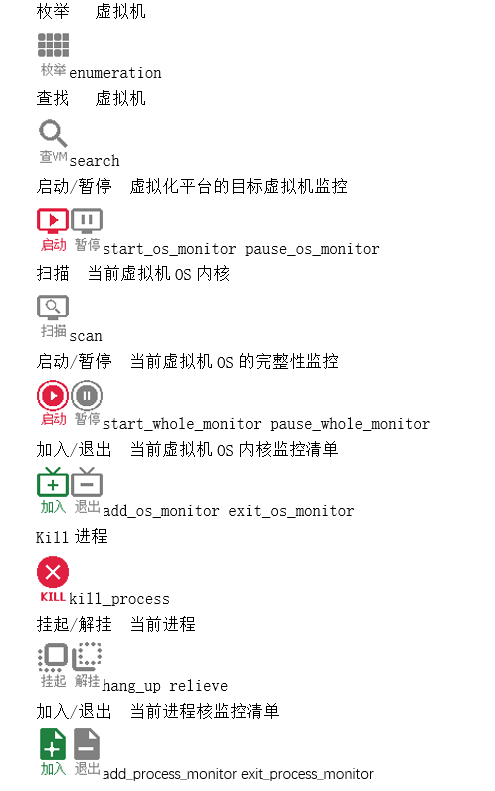 枚举 虚拟机
枚举 enumeration
查找 虚拟机
查VM search
启动/暂停 虚拟化平台的目标虚拟机监控
启动 暂停 start_os_monitor pause_os_monitor
扫描 当前虚拟机 OS 内核
扫描 scan
启动/暂停 当前虚拟机 OS 的完整性监控
启动 暂停 start_whole_monitor pause_whole_monitor
加入/退出 当前虚拟机 OS 内核监控清单
加入 退出 add_os_monitor exit_os_monitor
Kill 进程
KILL kill_process
挂起/解挂 当前进程
挂起 解挂 hang_up relieve
加入/退出 当前进程核监控清单
加入 退出 add_process_monitor exit_process_monitor